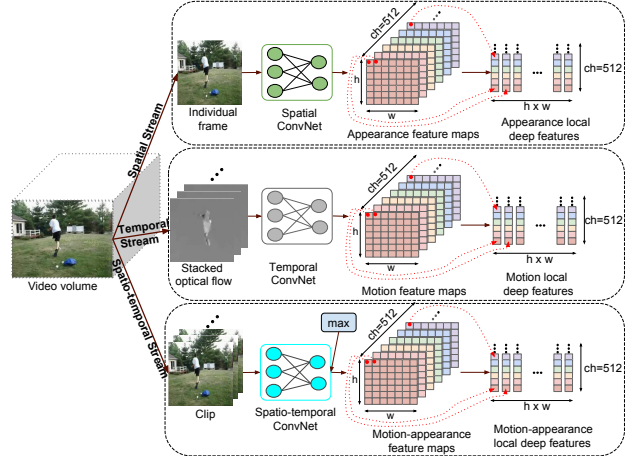 Spatial Stream
Individual
frame
Spatial
ConvNet
ch=512
h
w
Appearance feature maps
h x w
ch=512
Appearance local
deep features
Video volume
Temporal
Stream
Stacked
optical flow
Temporal
ConvNet
ch=512
h
w
Motion feature maps
h x w
ch=512
Motion local
deep features
Spatio-temporal Stream
Clip
Spatio-temporal
ConvNet
max
ch=512
h
w
Motion-appearance
feature maps
h x w
ch=512
Motion-appearance
local deep features